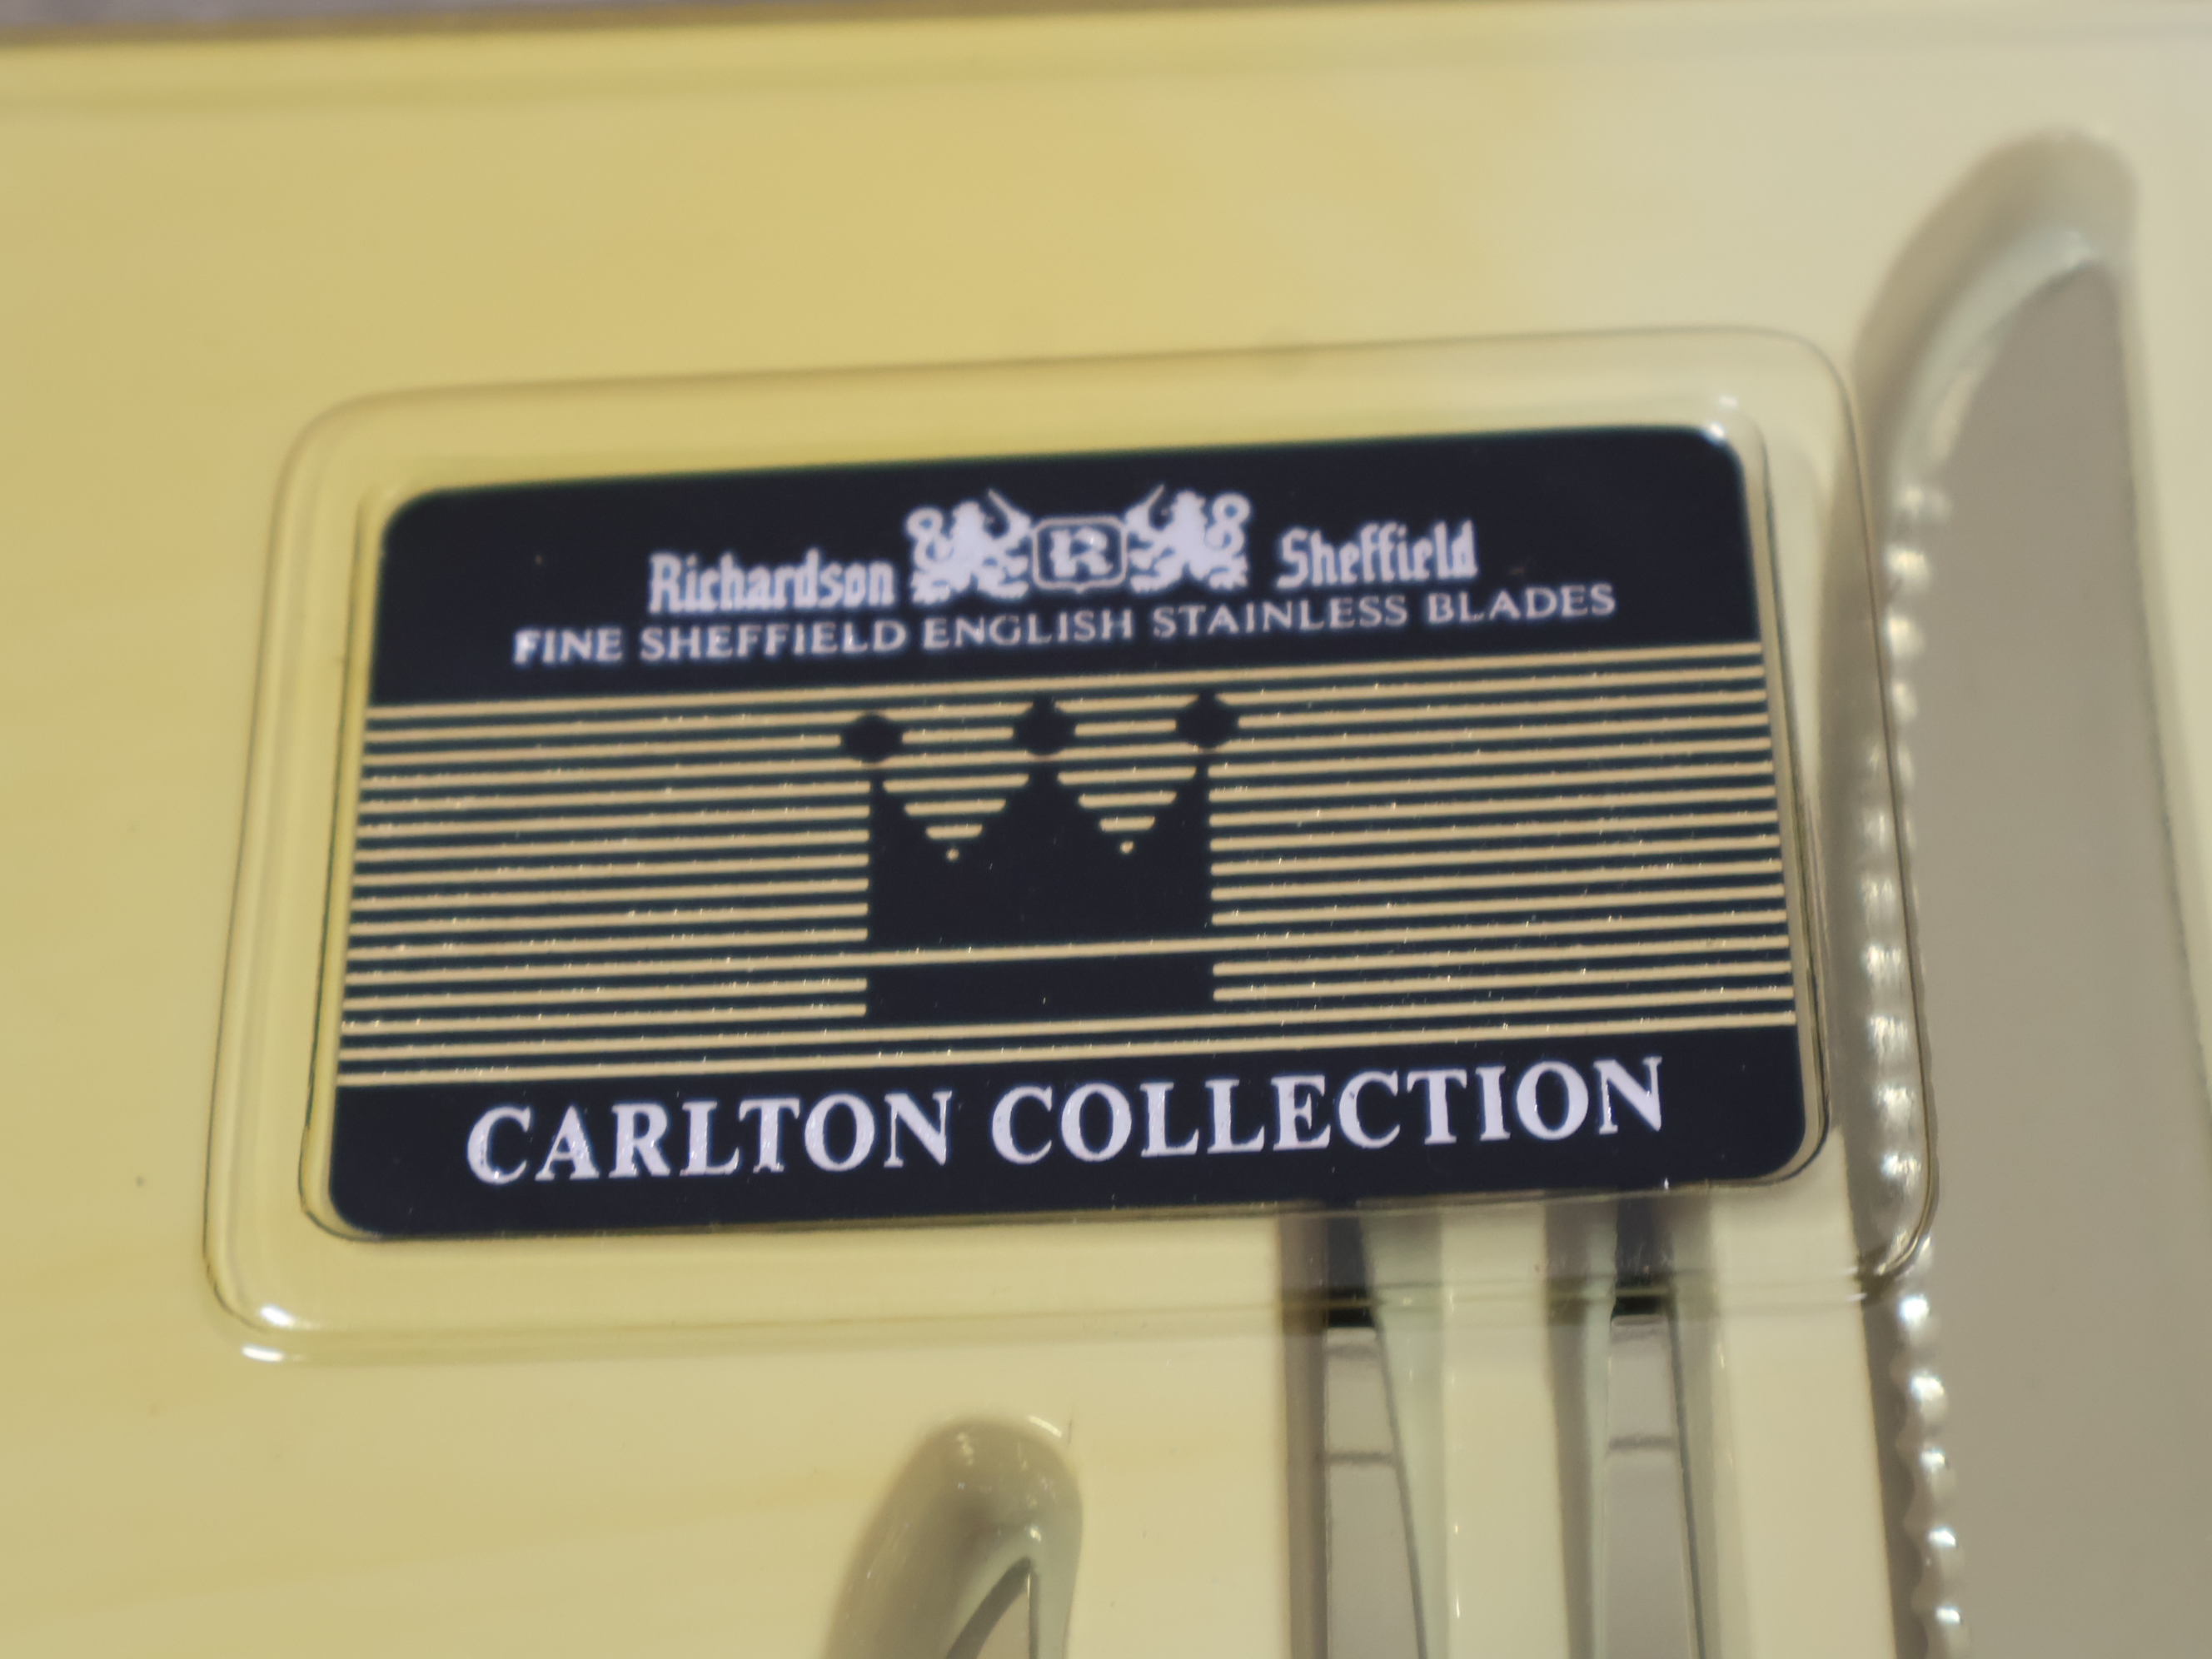 Richardson R Sheffield
FINE SHEFFIELD ENGLISH STAINLESS BLADES
CARLTON COLLECTION